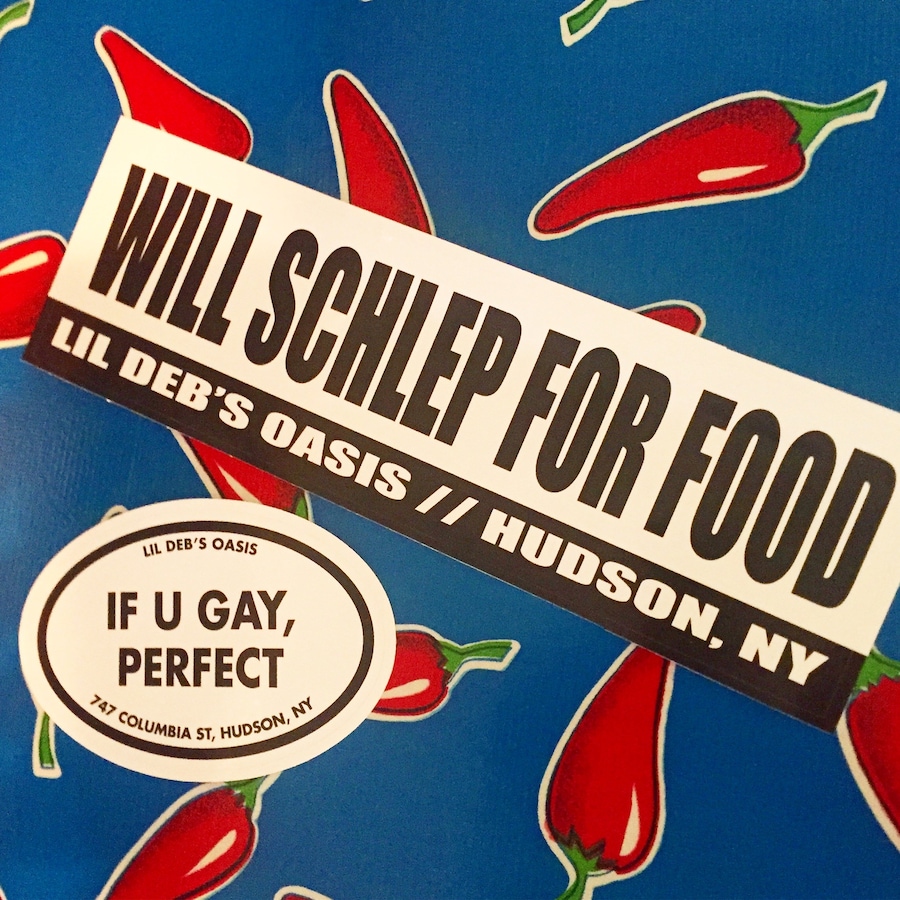 WILL SCHLEP FOR FOOD
LIL DEB'S OASIS // HUDSON, NY
LIL DEB'S OASIS
IF U GAY,
PERFECT
747 COLUMBIA ST, HUDSON, NY